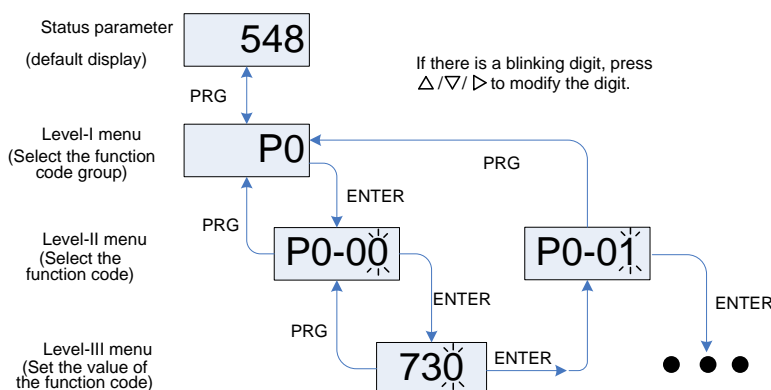 Status parameter
(default display)
548
If there is a blinking digit, press
△/▽/▷ to modify the digit.
PRG
Level-I menu
(Select the function
code group)
P0
PRG
ENTER
PRG
Level-II menu
(Select the
function code)
P0-00
P0-01
ENTER
ENTER
PRG
Level-III menu
(Set the value of
the function code)
730
ENTER